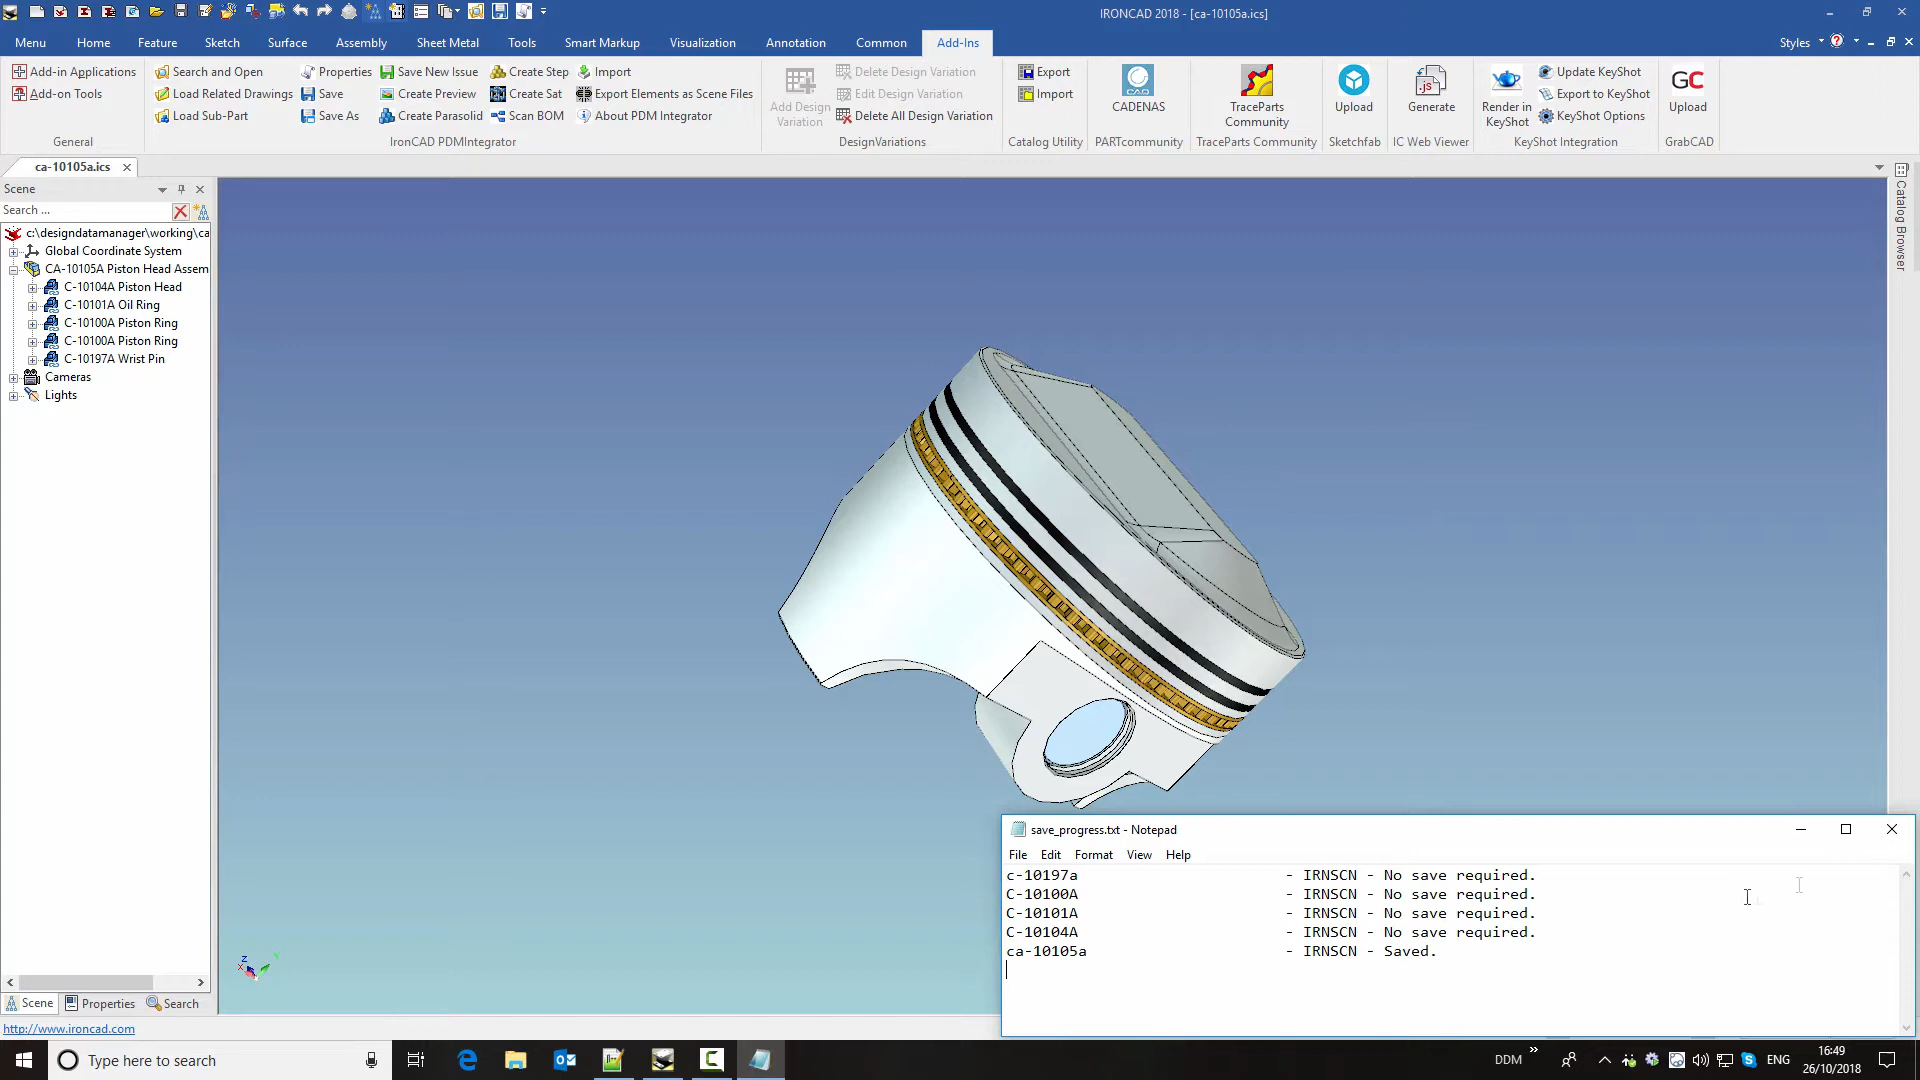 IRONCAD 2018 - [ca-10105a.ics]
Menu Home Feature Sketch Surface Assembly Sheet Metal Tools Smart Markup Visualization Annotation Common Add-Ins Styles
Add-in Applications Search and Open Properties Save New Issue Create Step Import Delete Design Variation Export Update KeyShot
Add-on Tools Load Related Drawings Save Create Preview Create Sat Export Elements as Scene Files Edit Design Variation Import Export to KeyShot
Load Sub-Part Save As Create Parasolid Scan BOM About PDM Integrator Delete All Design Variation KeyShot Options
Add Design Variation
CADENAS
TraceParts Community
Upload
JS
Generate
Render in KeyShot
GC
Upload
General IronCAD PDMIntegrator DesignVariations Catalog Utility PARTcommunity TraceParts Community Sketchfab IC Web Viewer KeyShot Integration GrabCAD
ca-10105a.ics
Scene
Search ...
c:\designdatamanager\working\ca
Global Coordinate System
CA-10105A Piston Head Assem
C-10104A Piston Head
C-10101A Oil Ring
C-10100A Piston Ring
C-10100A Piston Ring
C-10197A Wrist Pin
Cameras
Lights
Catalog Browser
Z
X
Scene Properties Search
http://www.ironcad.com
save_progress.txt - Notepad
File Edit Format View Help
c-10197a - IRNSCN - No save required.
C-10100A - IRNSCN - No save required.
C-10101A - IRNSCN - No save required.
C-10104A - IRNSCN - No save required.
ca-10105a - IRNSCN - Saved.
Type here to search
DDM
ENG
16:49
26/10/2018